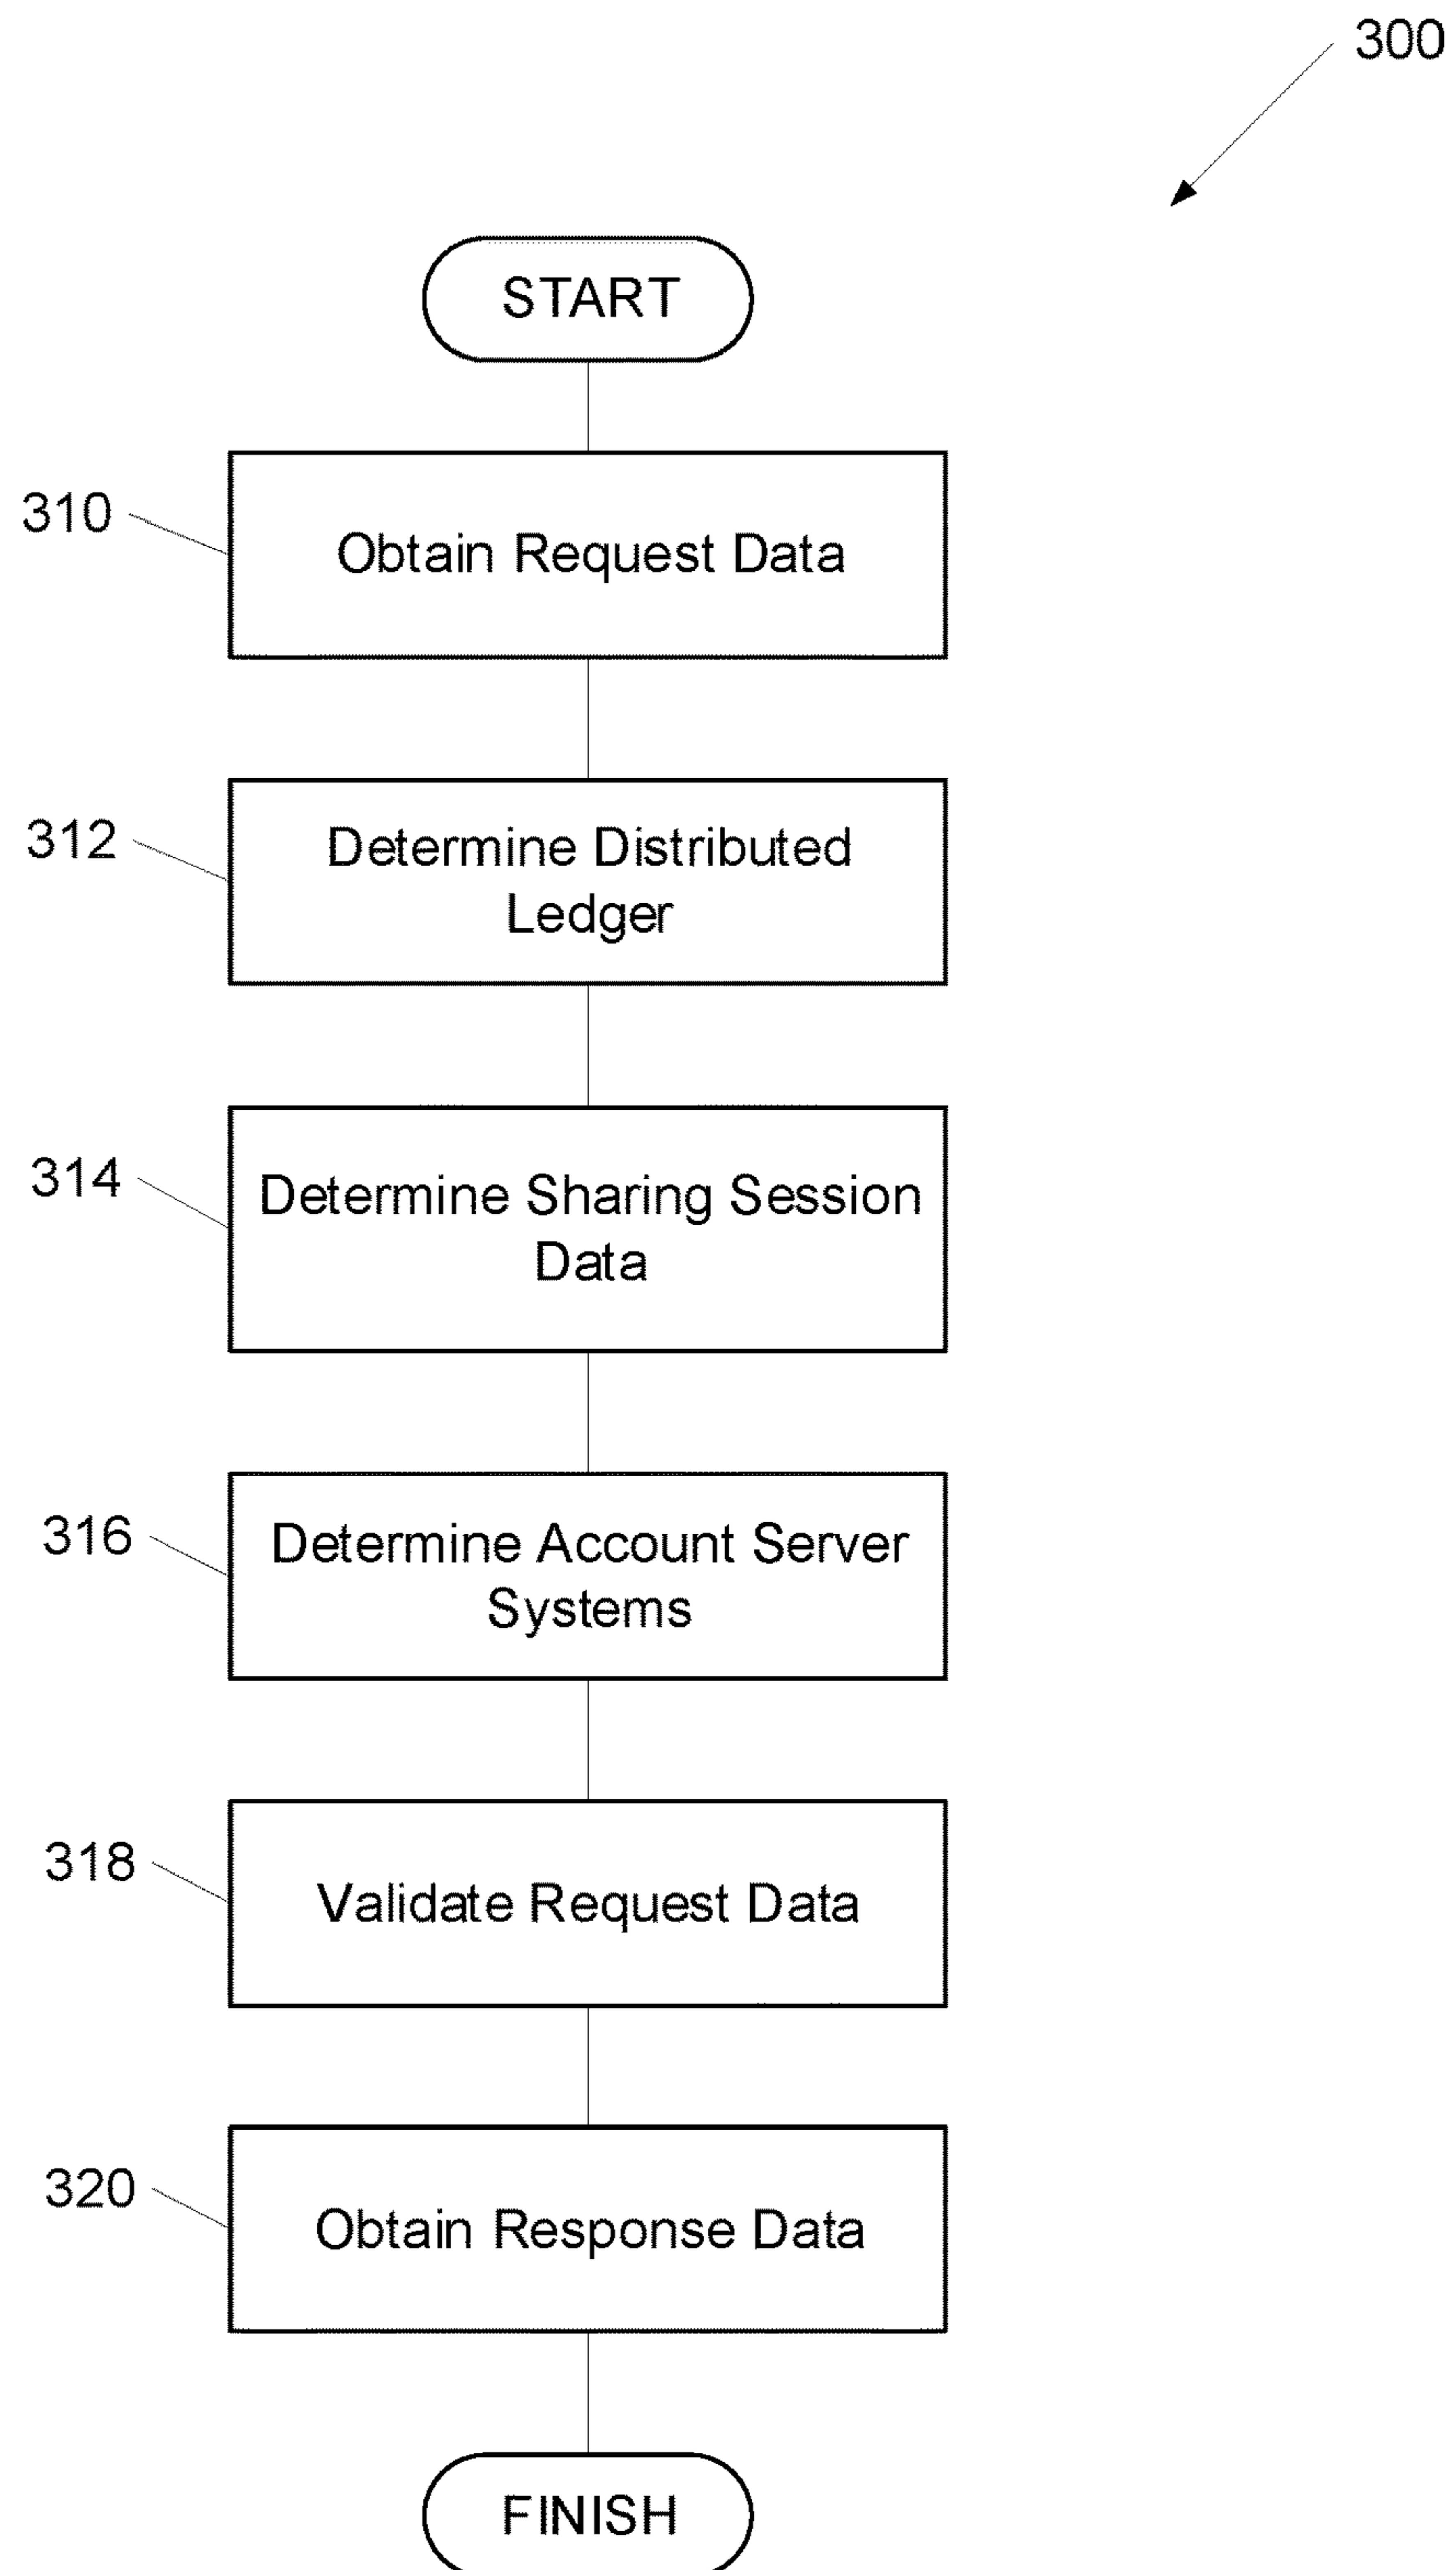 300
START
310
Obtain Request Data
312
Determine Distributed
Ledger
314
Determine Sharing Session
Data
316
Determine Account Server
Systems
318
Validate Request Data
320
Obtain Response Data
FINISH